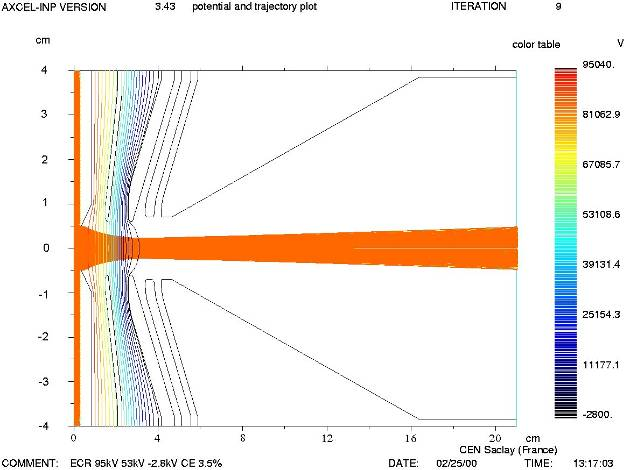 AXCEL-INP VERSION 3.43 potential and trajectory plot ITERATION 9
cm
color table V
95040.
81062.9
67085.7
53108.6
39131.4
25154.3
11177.1
-2800.
4
3
2
1
0
-1
-2
-3
-4
0 4 8 12 16 20 cm
CEN Saclay (France)
COMMENT: ECR 95kV 53kV -2.8kV CE 3.5% DATE: 02/25/00 TIME: 13:17:03